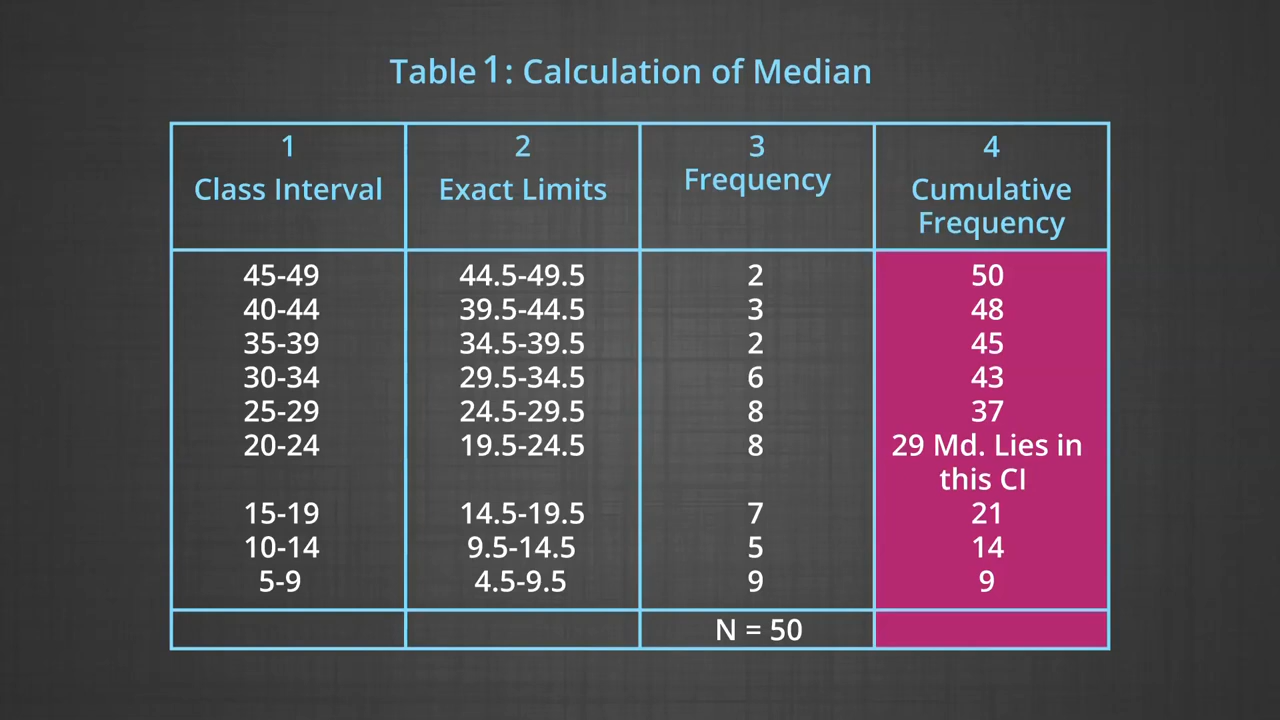 Table 1: Calculation of Median
1 2 3 4
Class Interval Exact Limits Frequency Cumulative
Frequency
45-49 44.5-49.5 2 50
40-44 39.5-44.5 3 48
35-39 34.5-39.5 2 45
30-34 29.5-34.5 6 43
25-29 24.5-29.5 8 37
20-24 19.5-24.5 8 29 Md. Lies in
this CI
15-19 14.5-19.5 7 21
10-14 9.5-14.5 5 14
5-9 4.5-9.5 9 9
N = 50